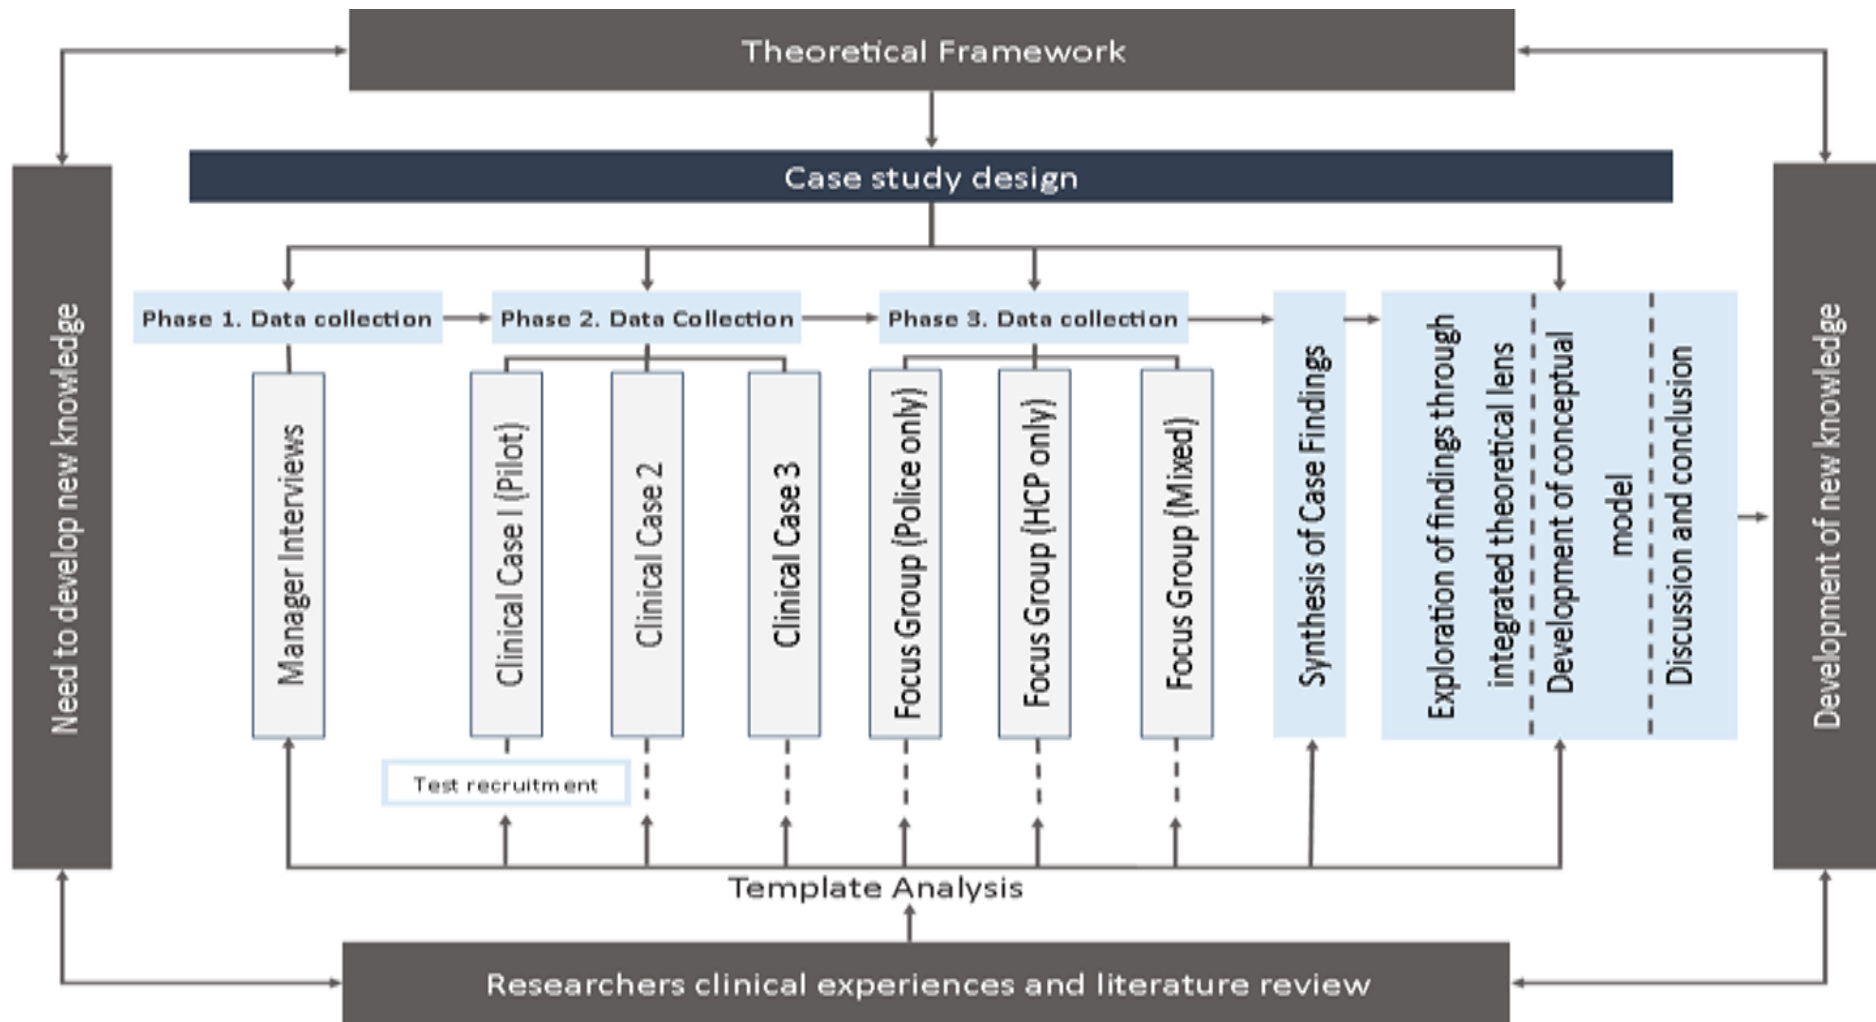 Theoretical Framework
Case study design
Need to develop new knowledge
Phase 1. Data collection
Phase 2. Data Collection
Phase 3. Data collection
Manager Interviews
Clinical Case I (Pilot)
Clinical Case 2
Clinical Case 3
Focus Group (Police only)
Focus Group (HCP only)
Focus Group (Mixed)
Synthesis of Case Findings
Exploration of findings through
integrated theoretical lens
Development of conceptual
model
Discussion and conclusion
Development of new knowledge
Test recruitment
Template Analysis
Researchers clinical experiences and literature review